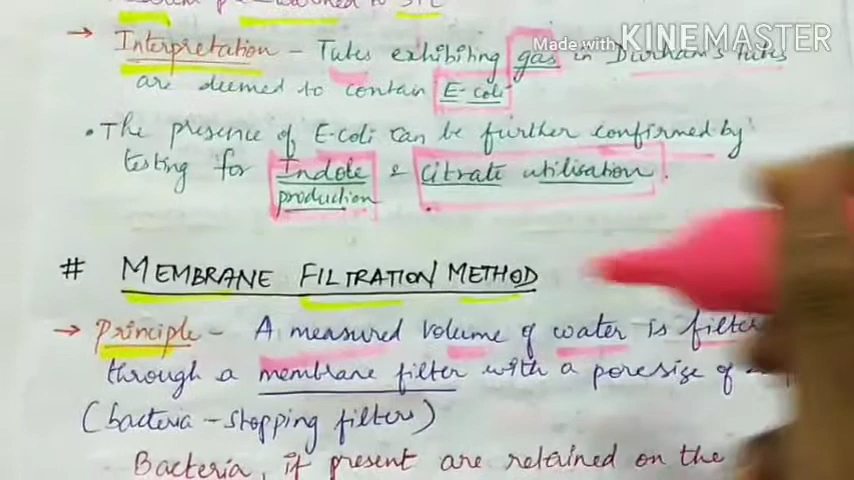 Made with KINEMASTER
→ Interpretation - Tubes exhibiting gas in Durham's tubes
are deemed to contain E-coli
• The presence of E-coli can be further confirmed by
testing for Indole & citrate utilisation.
production
# MEMBRANE FILTRATION METHOD
→ Principle - A measured volume of water is filter
through a membrane filter with a poresize of
(bacteria - stopping filters)
Bacteria, if present are retained on the